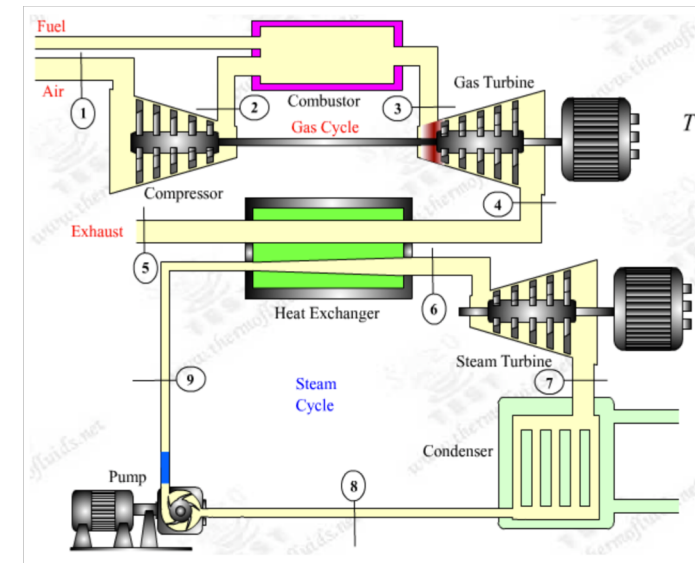 Fuel
1
Air
2
Combustor
3
Gas Turbine
Gas Cycle
T
Compressor
4
Exhaust
5
6
Heat Exchanger
Steam Turbine
7
9
Steam
Cycle
Condenser
Pump
8